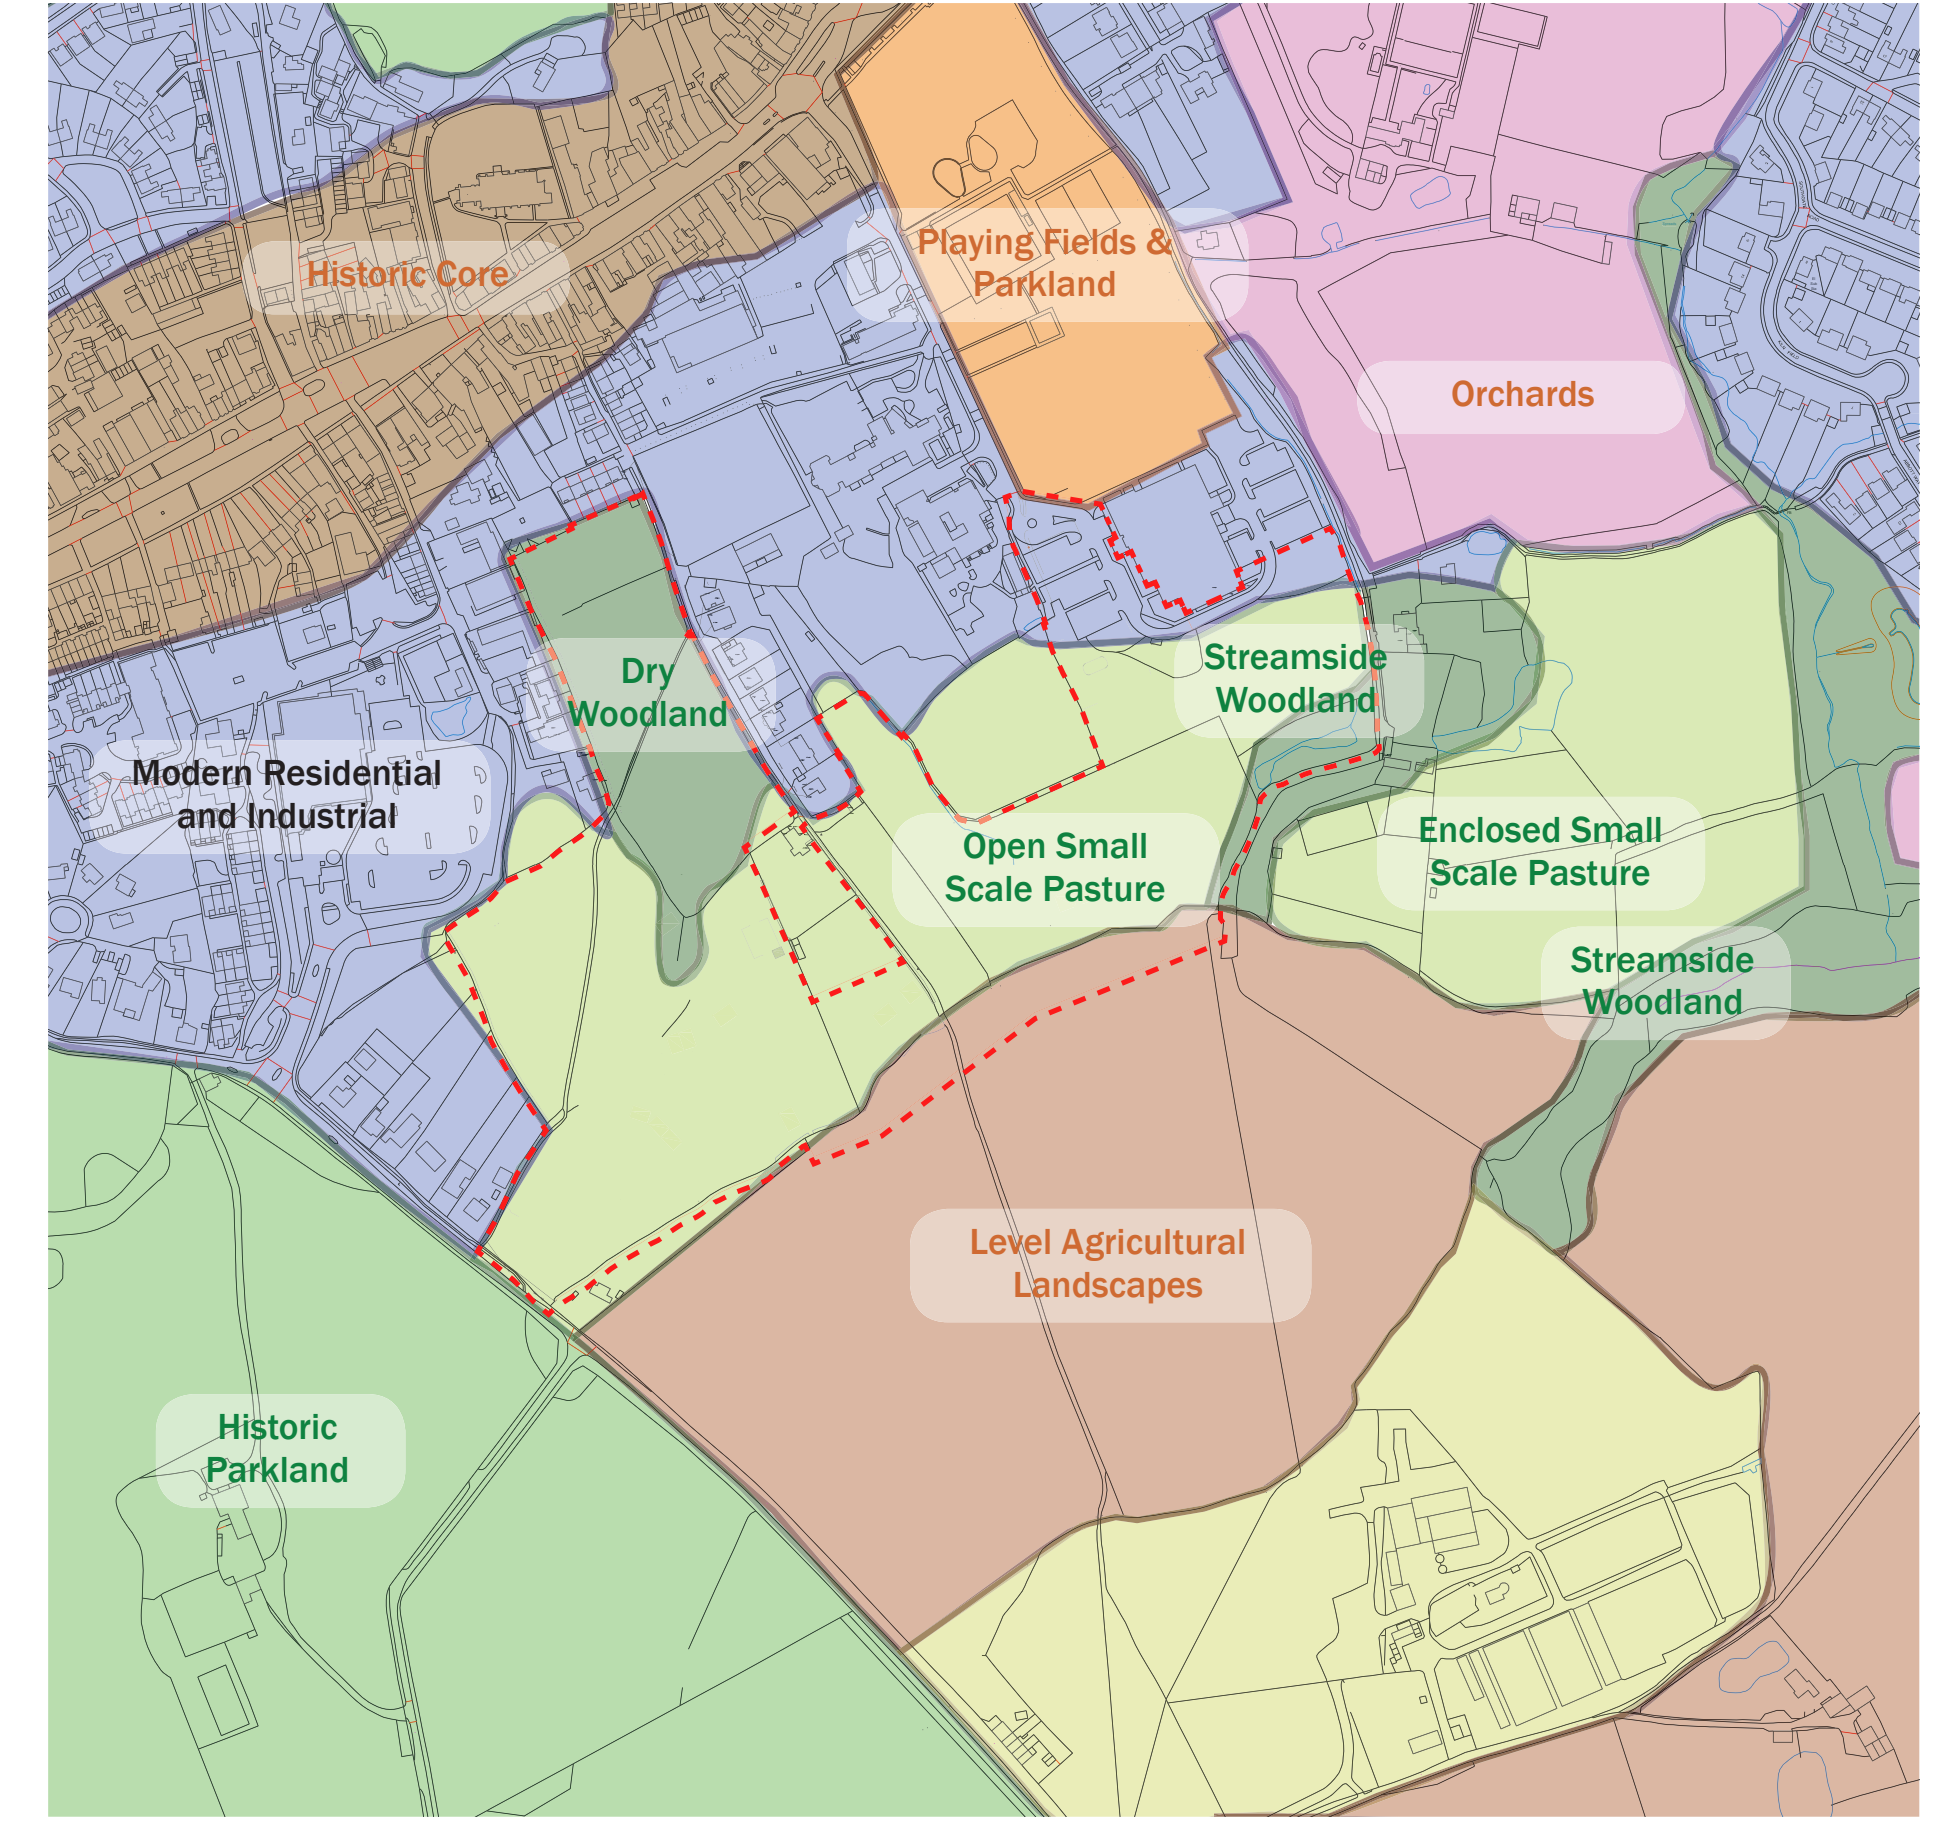 Playing Fields &
Parkland
Historic Core
Orchards
Dry
Woodland
Streamside
Woodland
Modern Residential
and Industrial
Open Small
Scale Pasture
Enclosed Small
Scale Pasture
Streamside
Woodland
Level Agricultural
Landscapes
Historic
Parkland